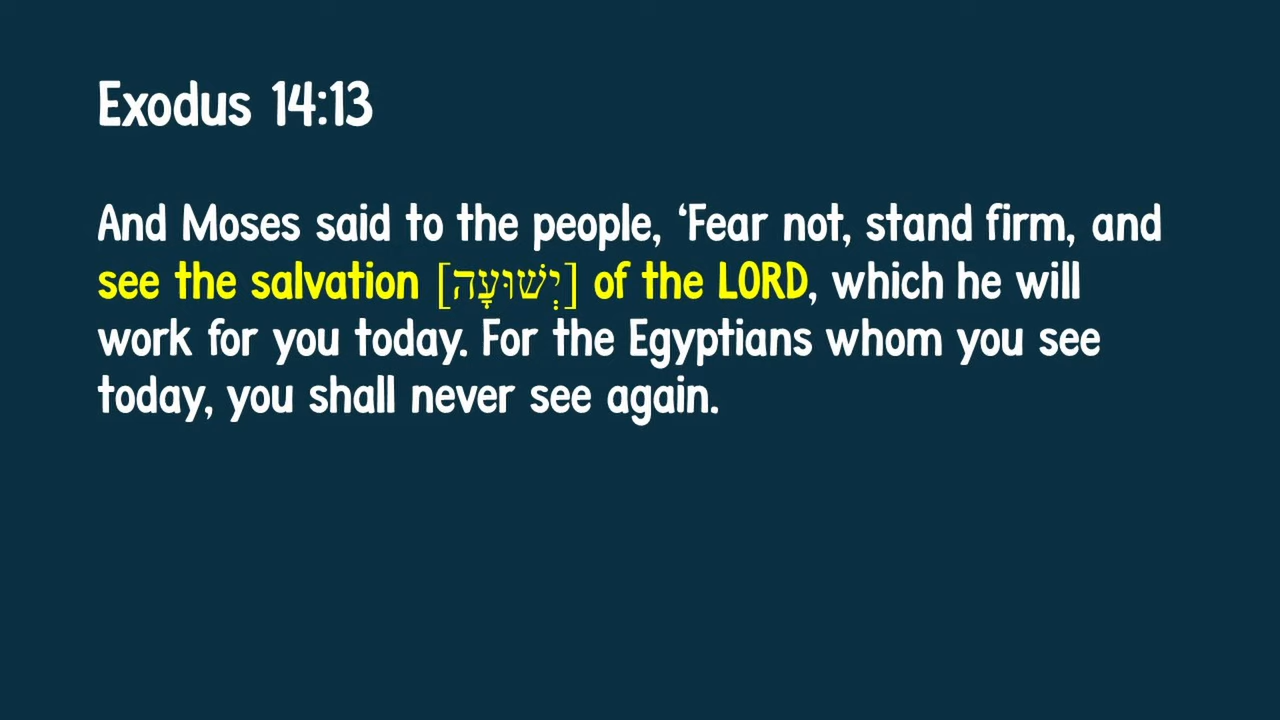 Exodus 14:13
And Moses said to the people, ‘Fear not, stand firm, and
see the salvation [יְשׁוּעָה] of the LORD, which he will
work for you today. For the Egyptians whom you see
today, you shall never see again.